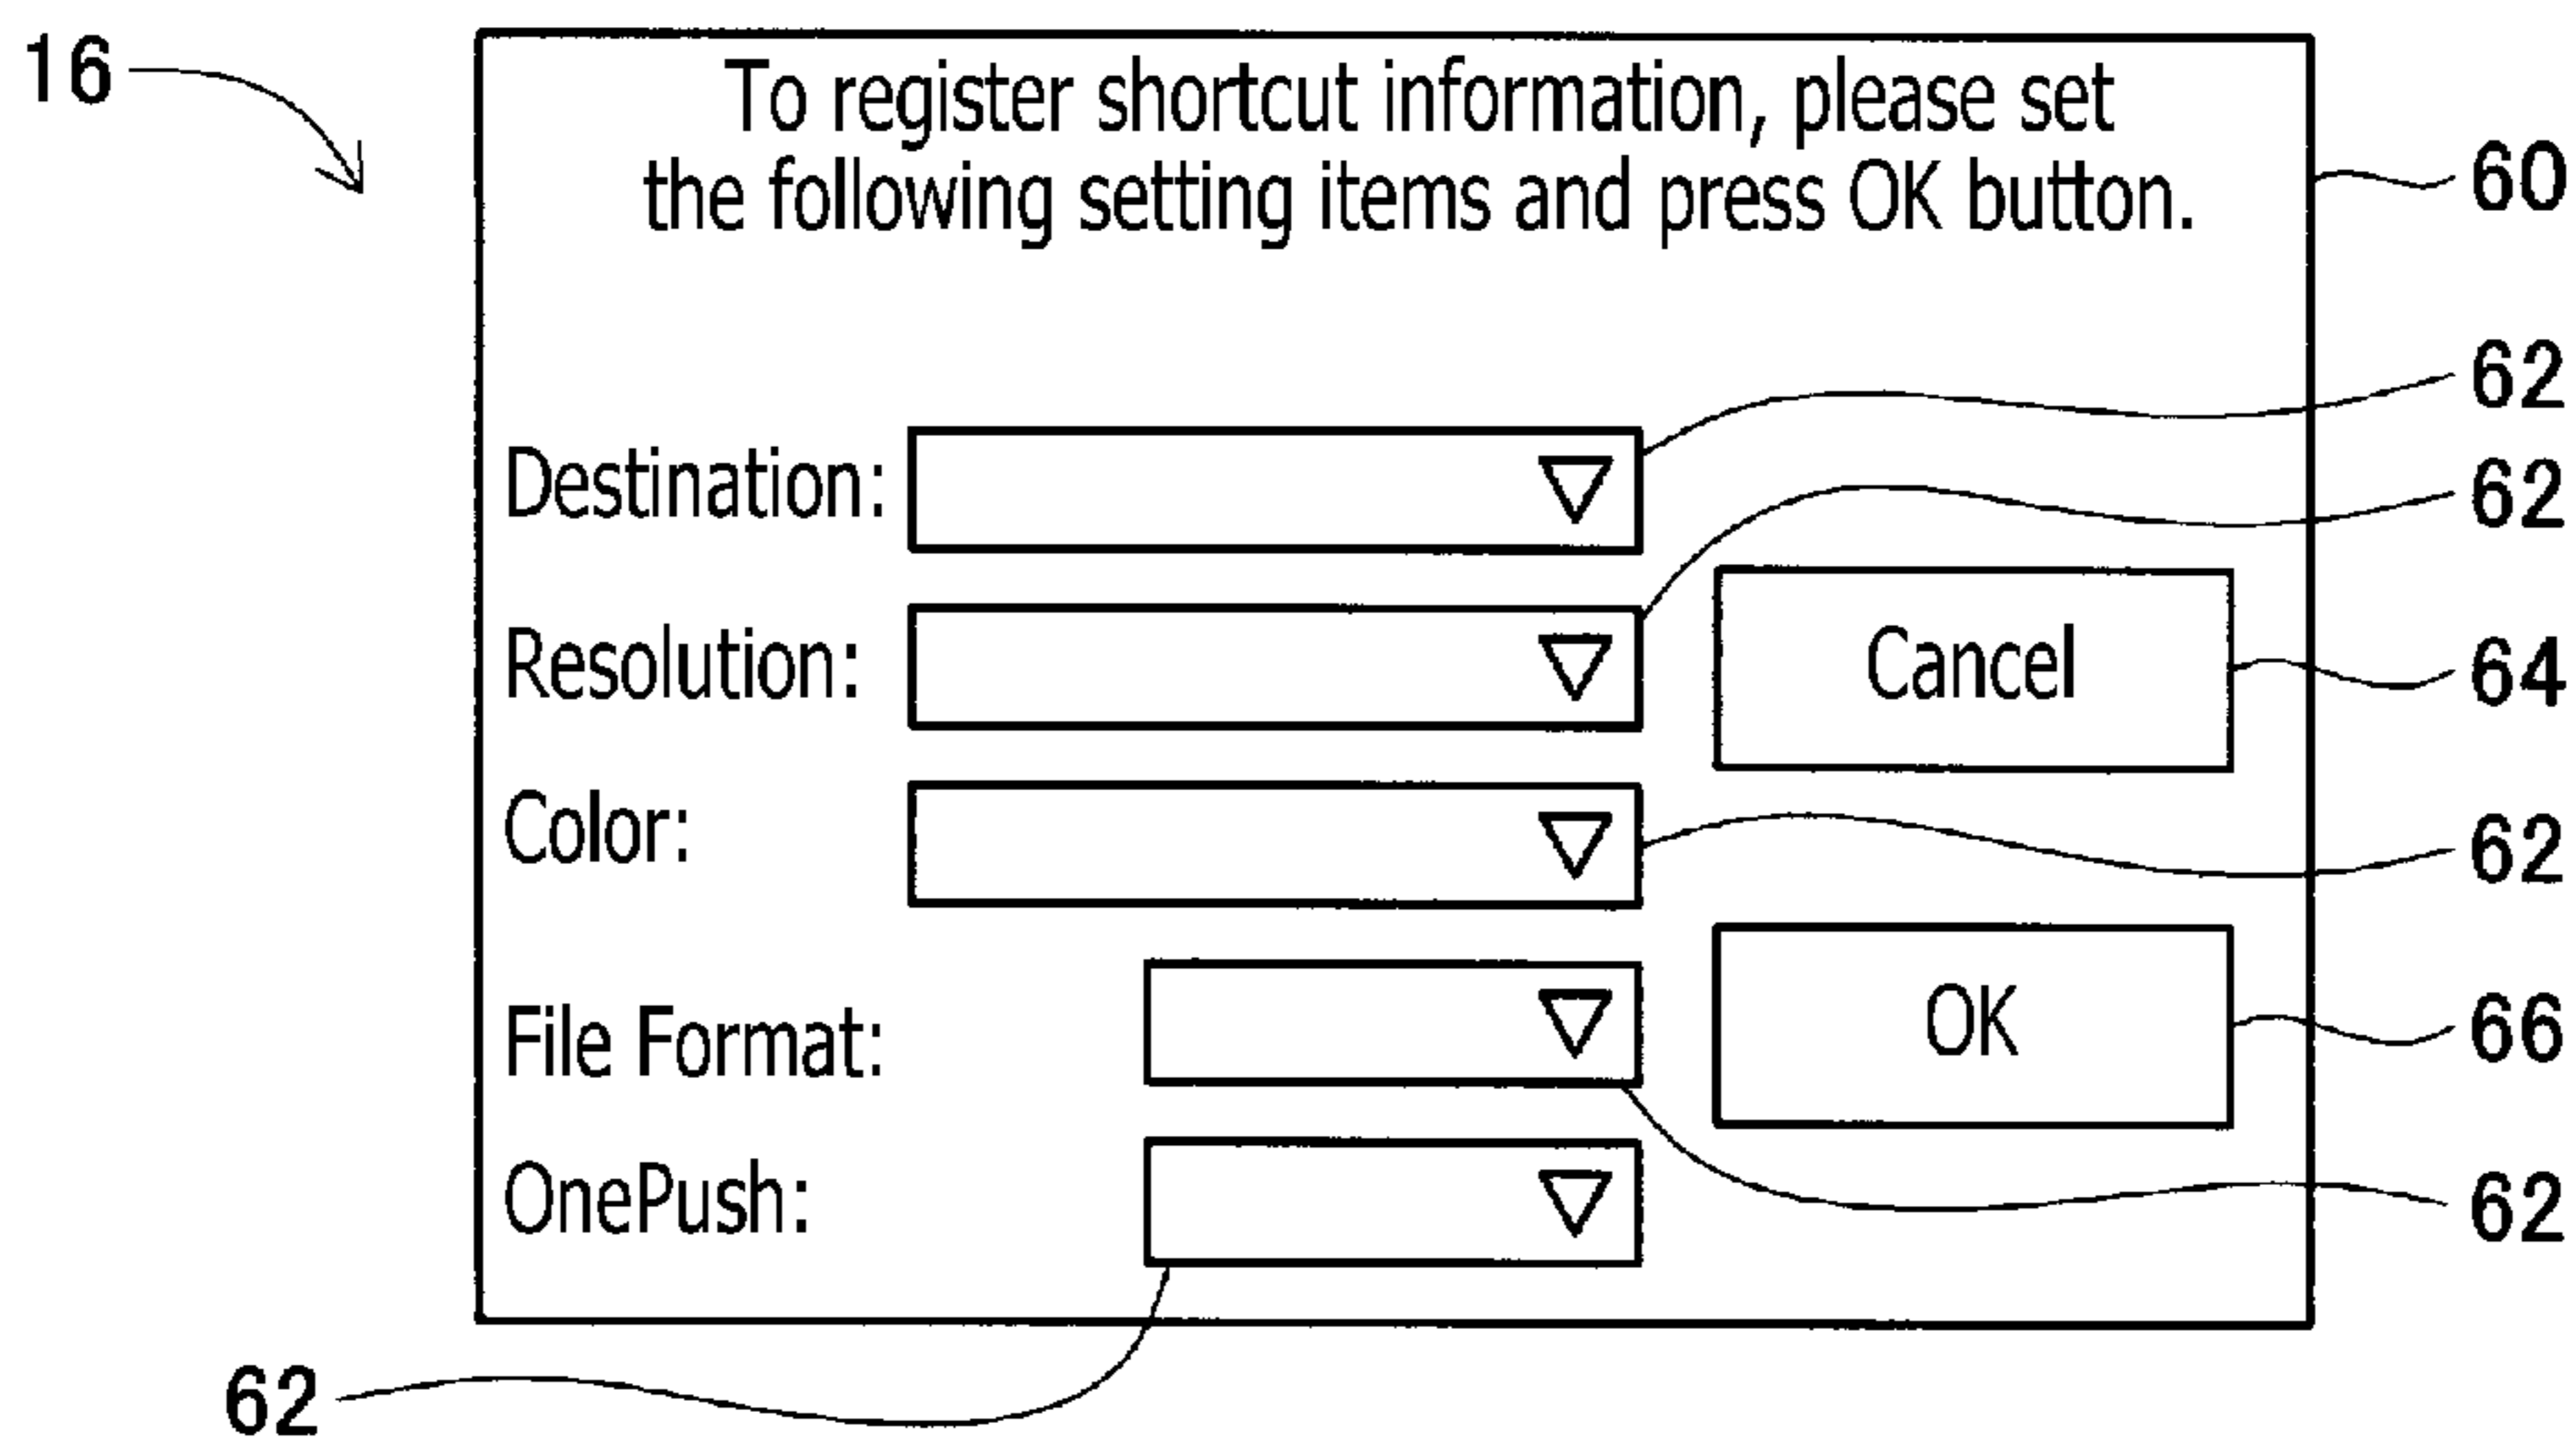 16
To register shortcut information, please set
the following setting items and press OK button.
60
62
Destination:
62
Resolution:
Cancel
64
Color:
62
OK
66
File Format:
62
OnePush:
62